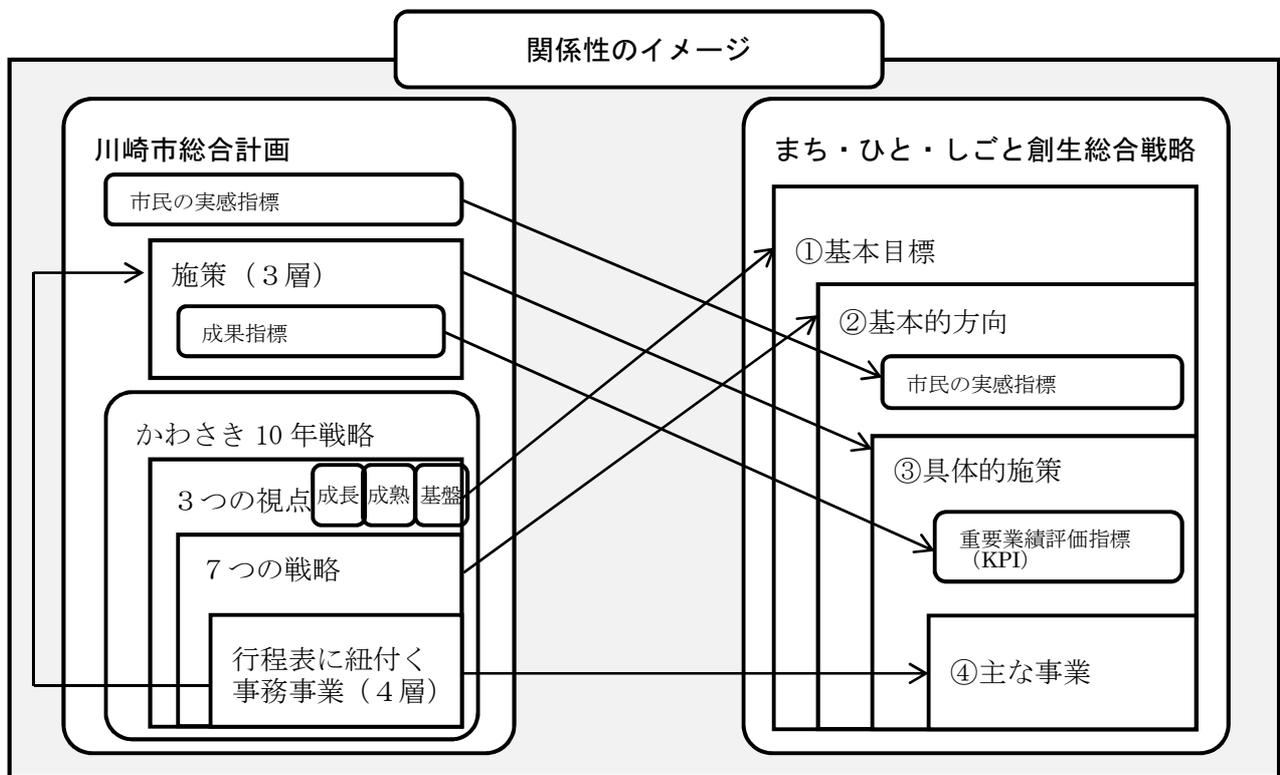 関係性のイメージ
川崎市総合計画
市民の実感指標
施策（３層）
成果指標
かわさき 10 年戦略
３つの視点
成長
成熟
基盤
７つの戦略
行程表に紐付く
事務事業（４層）
まち・ひと・しごと創生総合戦略
①基本目標
②基本的方向
市民の実感指標
③具体的施策
重要業績評価指標
（KPI）
④主な事業